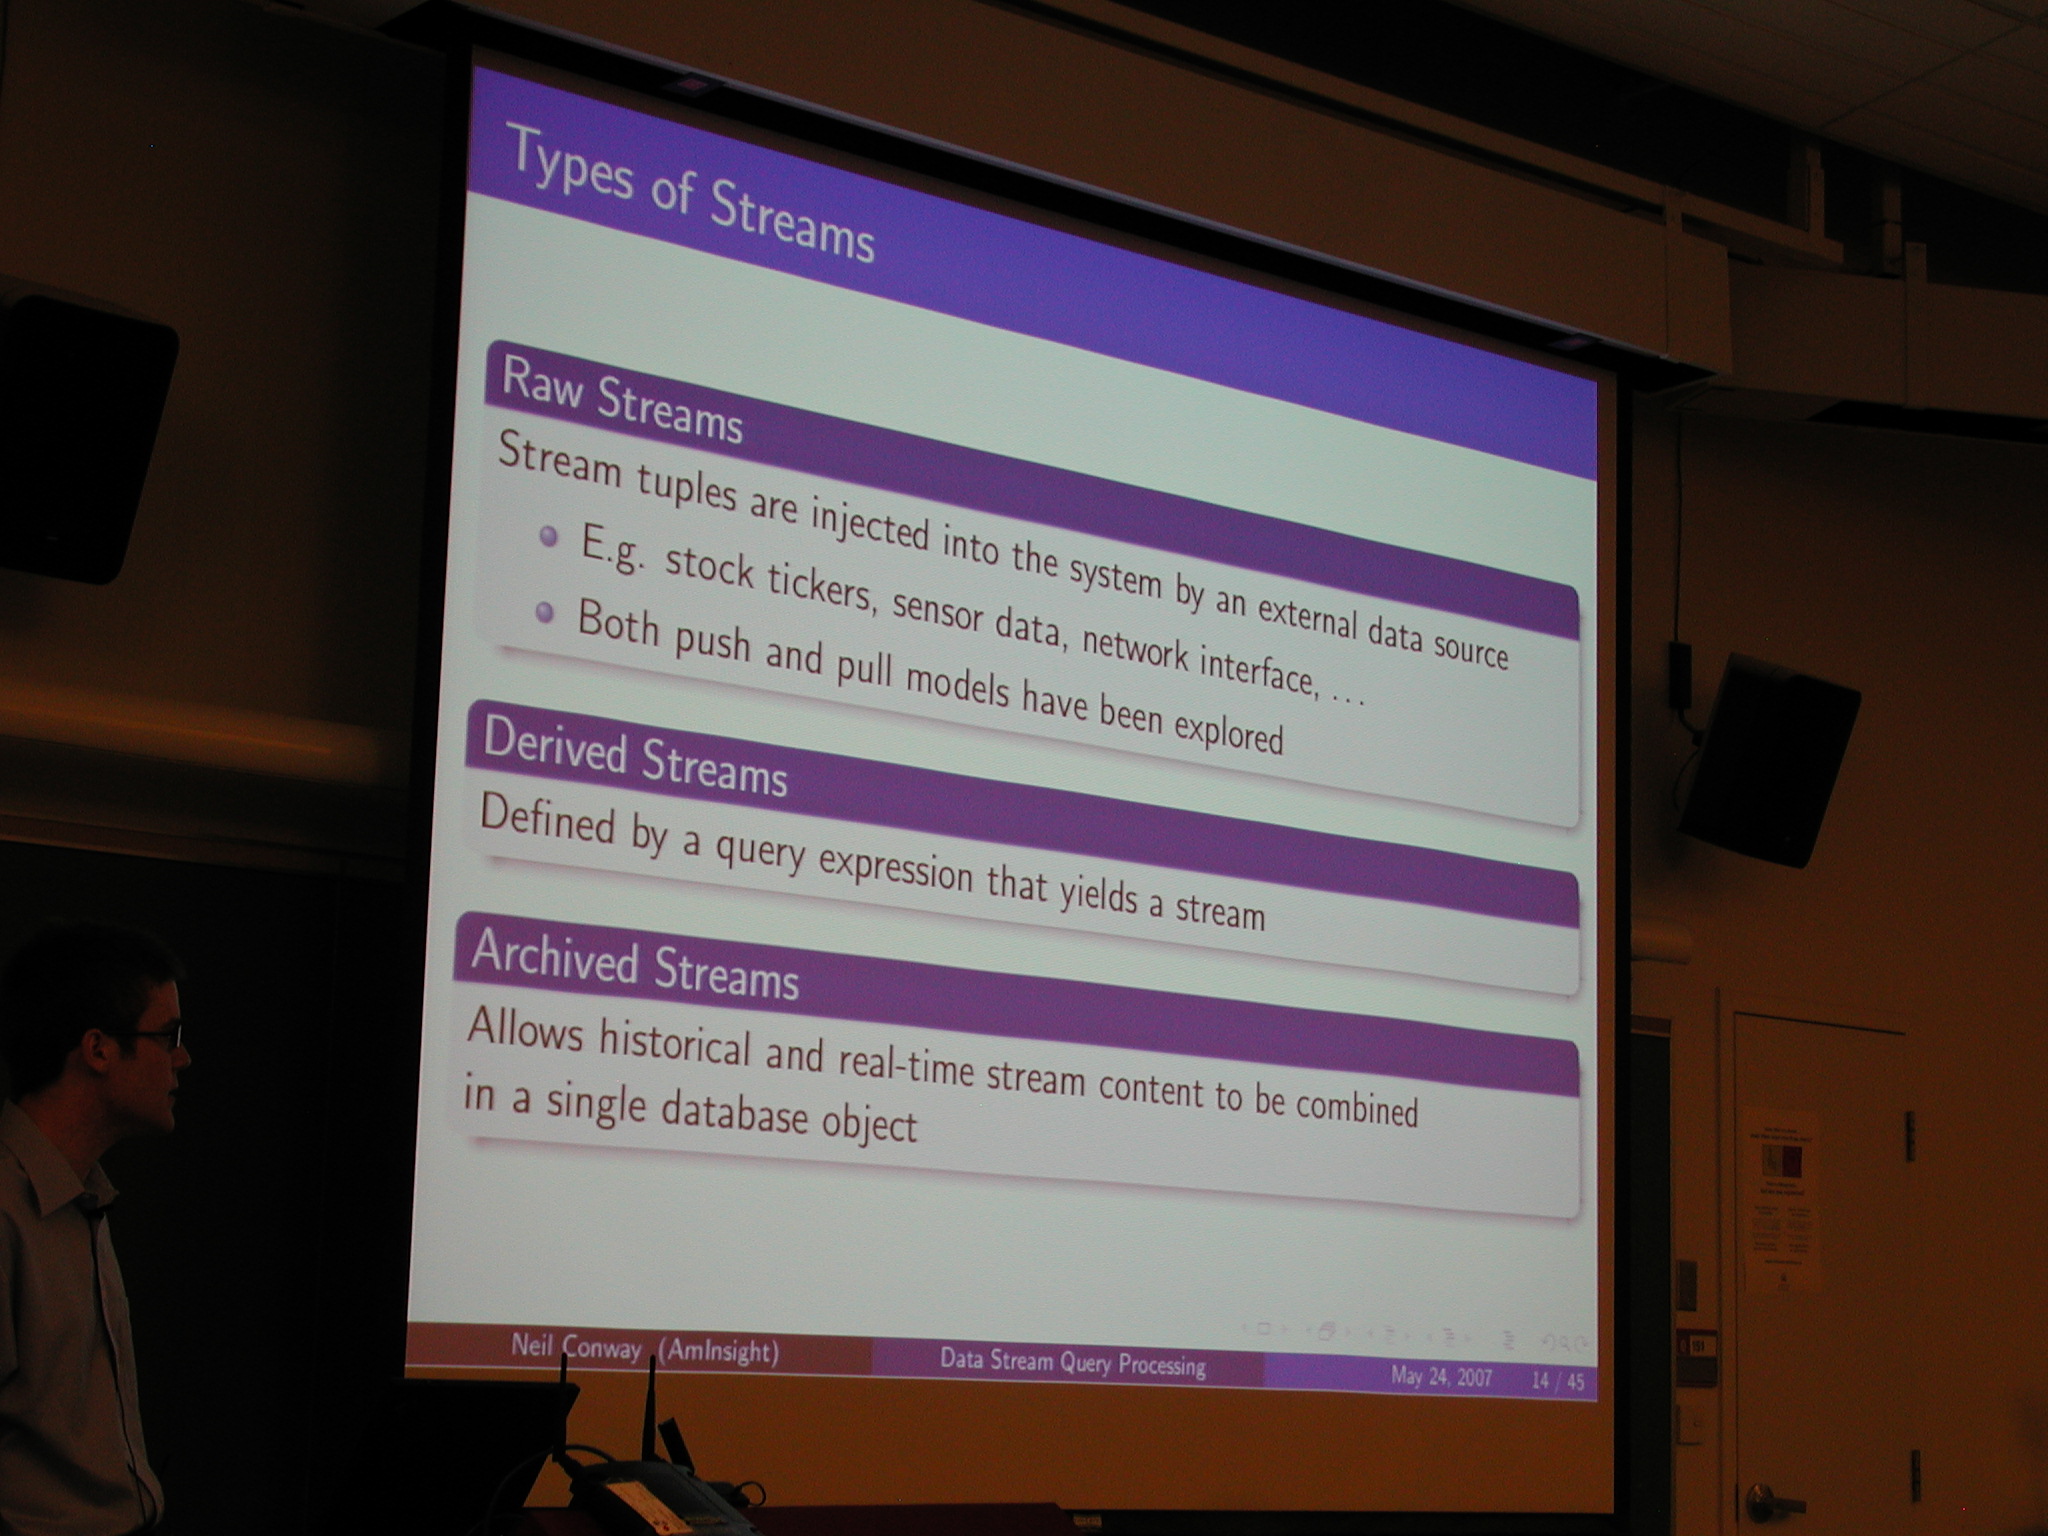 Types of Streams
Raw Streams
Stream tuples are injected into the system by an external data source
E.g. stock tickers, sensor data, network interface, ...
Both push and pull models have been explored
Derived Streams
Defined by a query expression that yields a stream
Archived Streams
Allows historical and real-time stream content to be combined
in a single database object
Neil Conway (AmInsight)
Data Stream Query Processing
May 24, 2007
14 / 45